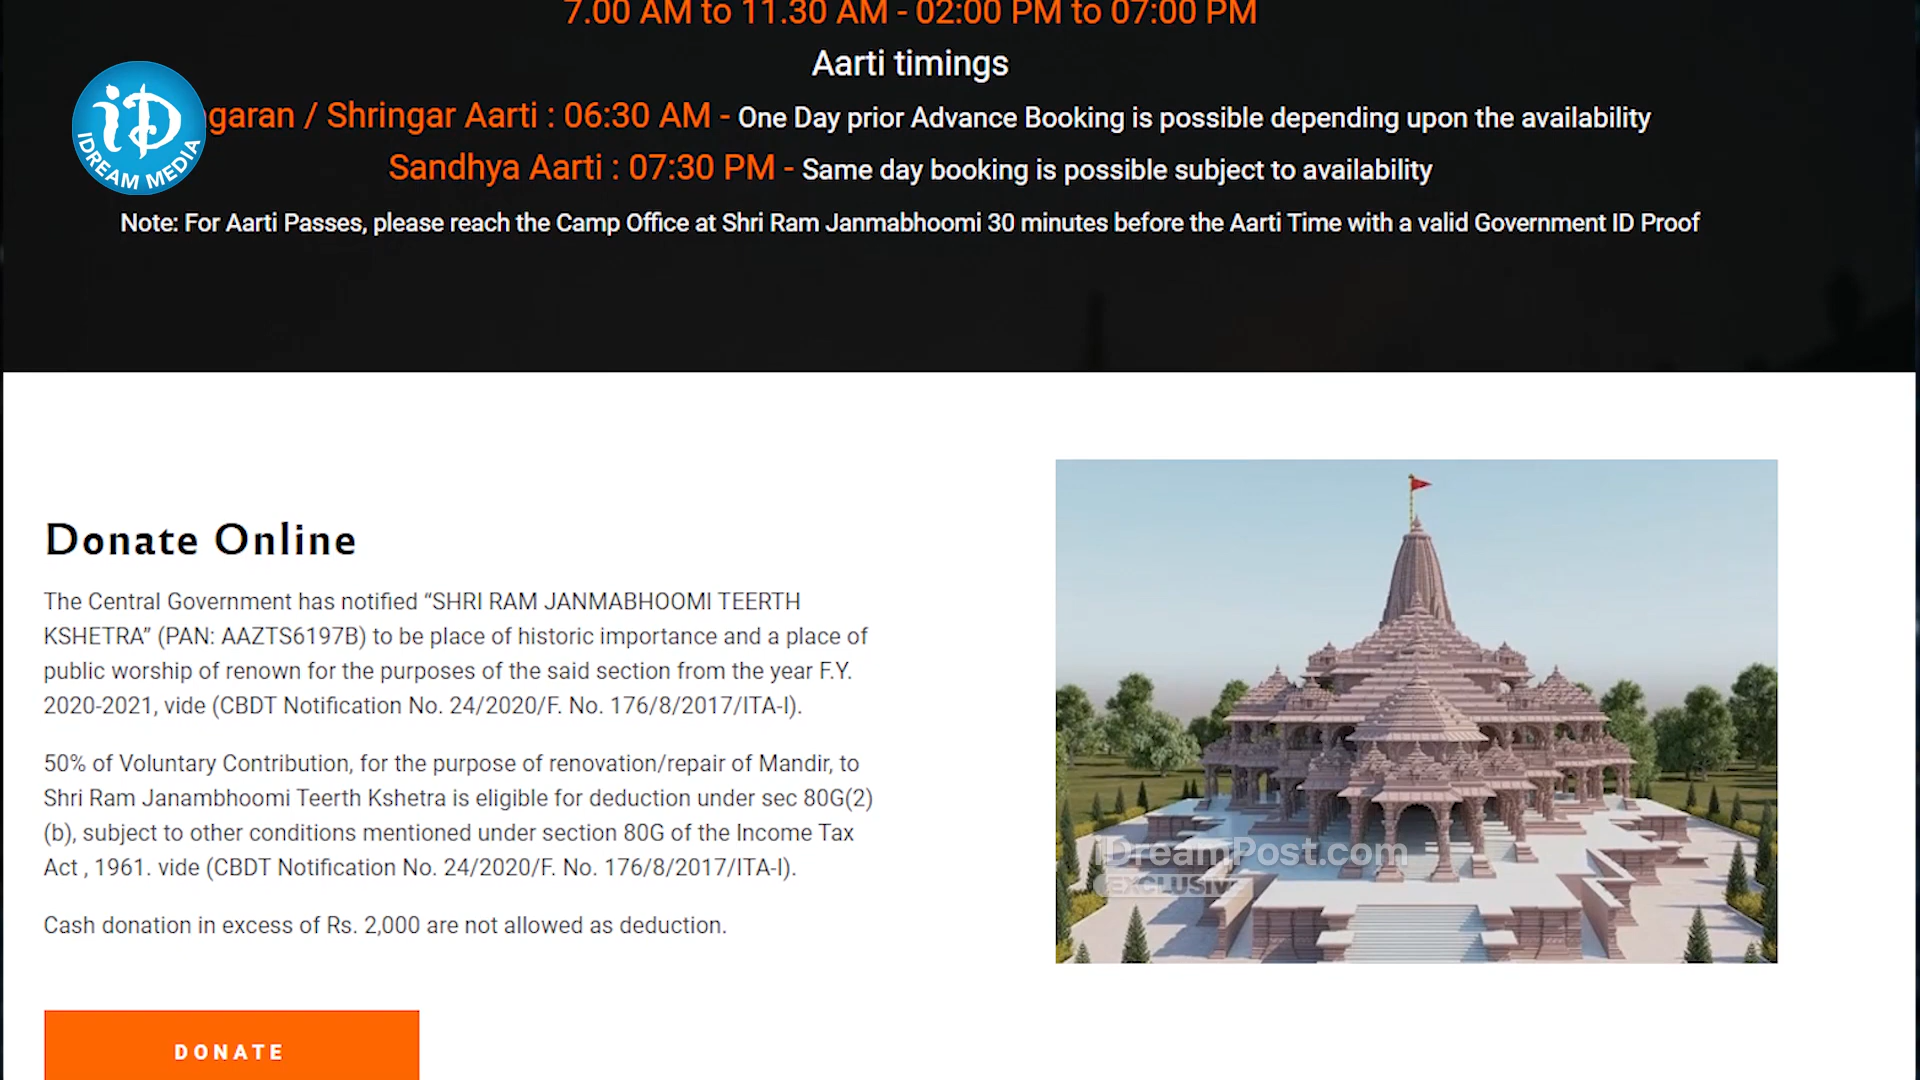 7.00 AM to 11.30 AM - 02:00 PM to 07:00 PM
Aarti timings
garan / Shringar Aarti : 06:30 AM - One Day prior Advance Booking is possible depending upon the availability
Sandhya Aarti : 07:30 PM - Same day booking is possible subject to availability
Note: For Aarti Passes, please reach the Camp Office at Shri Ram Janmabhoomi 30 minutes before the Aarti Time with a valid Government ID Proof
iD
IDREAM MEDIA
Donate Online
The Central Government has notified “SHRI RAM JANMABHOOMI TEERTH
KSHETRA” (PAN: AAZTS6197B) to be place of historic importance and a place of
public worship of renown for the purposes of the said section from the year F.Y.
2020-2021, vide (CBDT Notification No. 24/2020/F. No. 176/8/2017/ITA-I).
50% of Voluntary Contribution, for the purpose of renovation/repair of Mandir, to
Shri Ram Janambhoomi Teerth Kshetra is eligible for deduction under sec 80G(2)
(b), subject to other conditions mentioned under section 80G of the Income Tax
Act , 1961. vide (CBDT Notification No. 24/2020/F. No. 176/8/2017/ITA-I).
Cash donation in excess of Rs. 2,000 are not allowed as deduction.
DONATE
iDreamPost.com
EXCLUSIVE